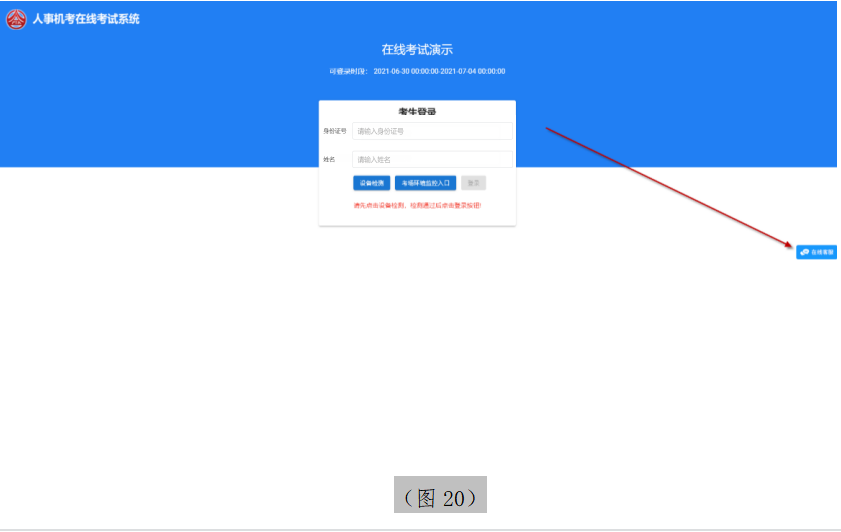 人事机考在线考试系统
在线考试演示
可登录时段： 2021-06-30 00:00:00-2021-07-04 00:00:00
考生登录
身份证号 请输入身份证号
姓名 请输入姓名
设备检测 考场环境监控入口 登录
请先点击设备检测，检测通过后点击登录按钮!
在线客服
（图 20）